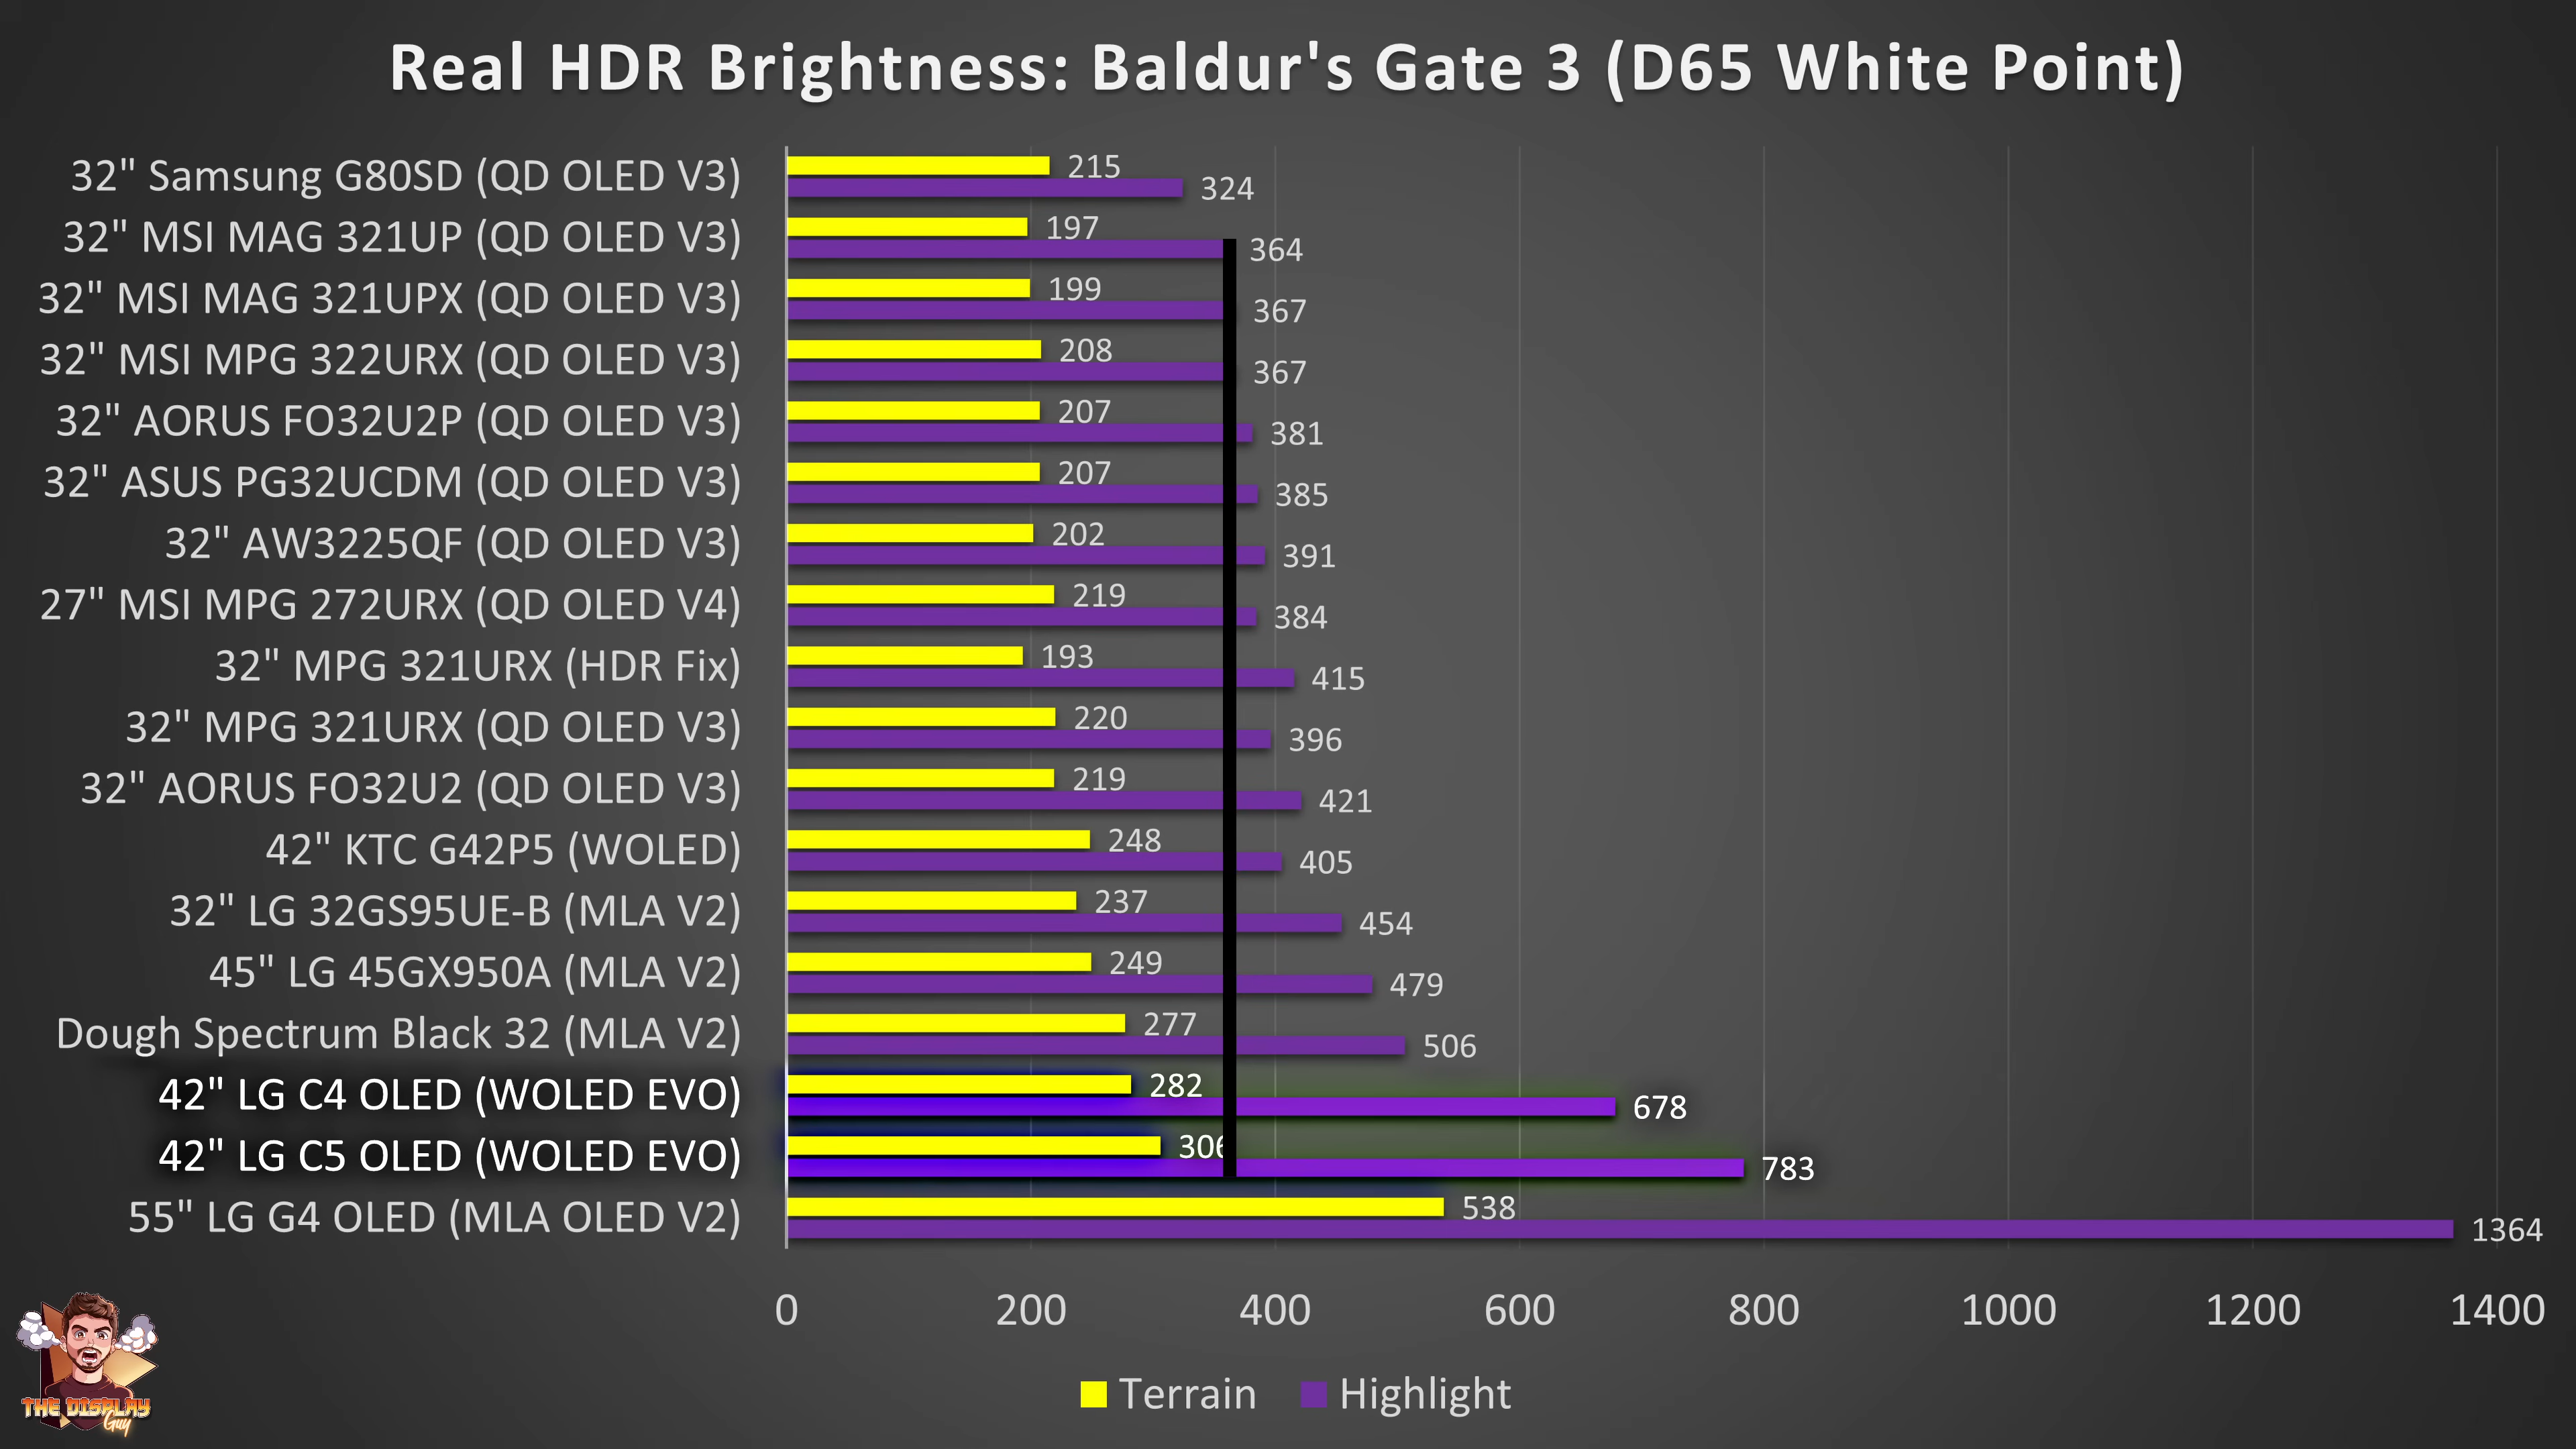 Real HDR Brightness: Baldur's Gate 3 (D65 White Point)
32" Samsung G80SD (QD OLED V3) 215 324
32" MSI MAG 321UP (QD OLED V3) 197 364
32" MSI MAG 321UPX (QD OLED V3) 199 367
32" MSI MPG 322URX (QD OLED V3) 208 367
32" AORUS FO32U2P (QD OLED V3) 207 381
32" ASUS PG32UCDM (QD OLED V3) 207 385
32" AW3225QF (QD OLED V3) 202 391
27" MSI MPG 272URX (QD OLED V4) 219 384
32" MPG 321URX (HDR Fix) 193 415
32" MPG 321URX (QD OLED V3) 220 396
32" AORUS FO32U2 (QD OLED V3) 219 421
42" KTC G42P5 (WOLED) 248 405
32" LG 32GS95UE-B (MLA V2) 237 454
45" LG 45GX950A (MLA V2) 249 479
Dough Spectrum Black 32 (MLA V2) 277 506
42" LG C4 OLED (WOLED EVO) 282 678
42" LG C5 OLED (WOLED EVO) 306 783
55" LG G4 OLED (MLA OLED V2) 538 1364
0 200 400 600 800 1000 1200 1400
Terrain Highlight
THE DISPLAY
Guy